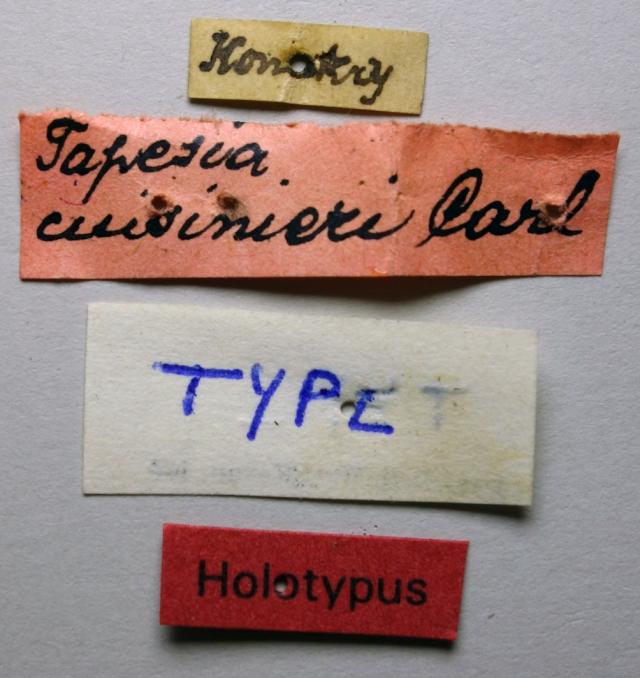 Konakry
Tapesia
cuisinieri Carl
TYPE
Holotypus